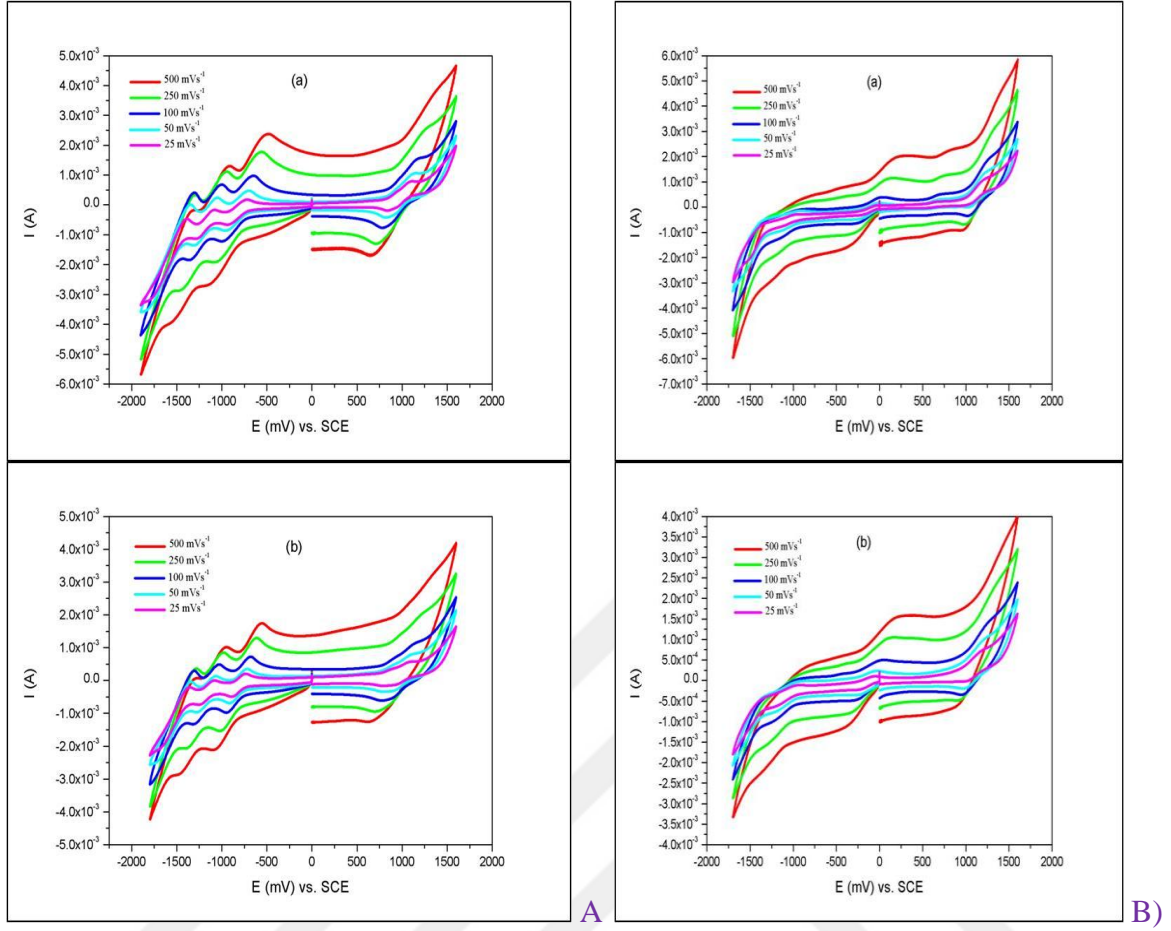 (a)
500 mVs-1
250 mVs-1
100 mVs-1
50 mVs-1
25 mVs-1
5.0x10-3
4.0x10-3
3.0x10-3
2.0x10-3
1.0x10-3
0.0
-1.0x10-3
-2.0x10-3
-3.0x10-3
-4.0x10-3
-5.0x10-3
-6.0x10-3
I (A)
-2000 -1500 -1000 -500 0 500 1000 1500 2000
E (mV) vs. SCE
(a)
500 mVs-1
250 mVs-1
100 mVs-1
50 mVs-1
25 mVs-1
6.0x10-3
5.0x10-3
4.0x10-3
3.0x10-3
2.0x10-3
1.0x10-3
0.0
-1.0x10-3
-2.0x10-3
-3.0x10-3
-4.0x10-3
-5.0x10-3
-6.0x10-3
-7.0x10-3
I (A)
-2000 -1500 -1000 -500 0 500 1000 1500 2000
E (mV) vs. SCE
(b)
500 mVs-1
250 mVs-1
100 mVs-1
50 mVs-1
25 mVs-1
5.0x10-3
4.0x10-3
3.0x10-3
2.0x10-3
1.0x10-3
0.0
-1.0x10-3
-2.0x10-3
-3.0x10-3
-4.0x10-3
-5.0x10-3
I (A)
-2000 -1500 -1000 -500 0 500 1000 1500 2000
E (mV) vs. SCE
A
(b)
500 mVs-1
250 mVs-1
100 mVs-1
50 mVs-1
25 mVs-1
4.0x10-3
3.5x10-3
3.0x10-3
2.5x10-3
2.0x10-3
1.5x10-3
1.0x10-3
5.0x10-4
0.0
-5.0x10-4
-1.0x10-3
-1.5x10-3
-2.0x10-3
-2.5x10-3
-3.0x10-3
-3.5x10-3
-4.0x10-3
I (A)
-2000 -1500 -1000 -500 0 500 1000 1500 2000
E (mV) vs. SCE
B)